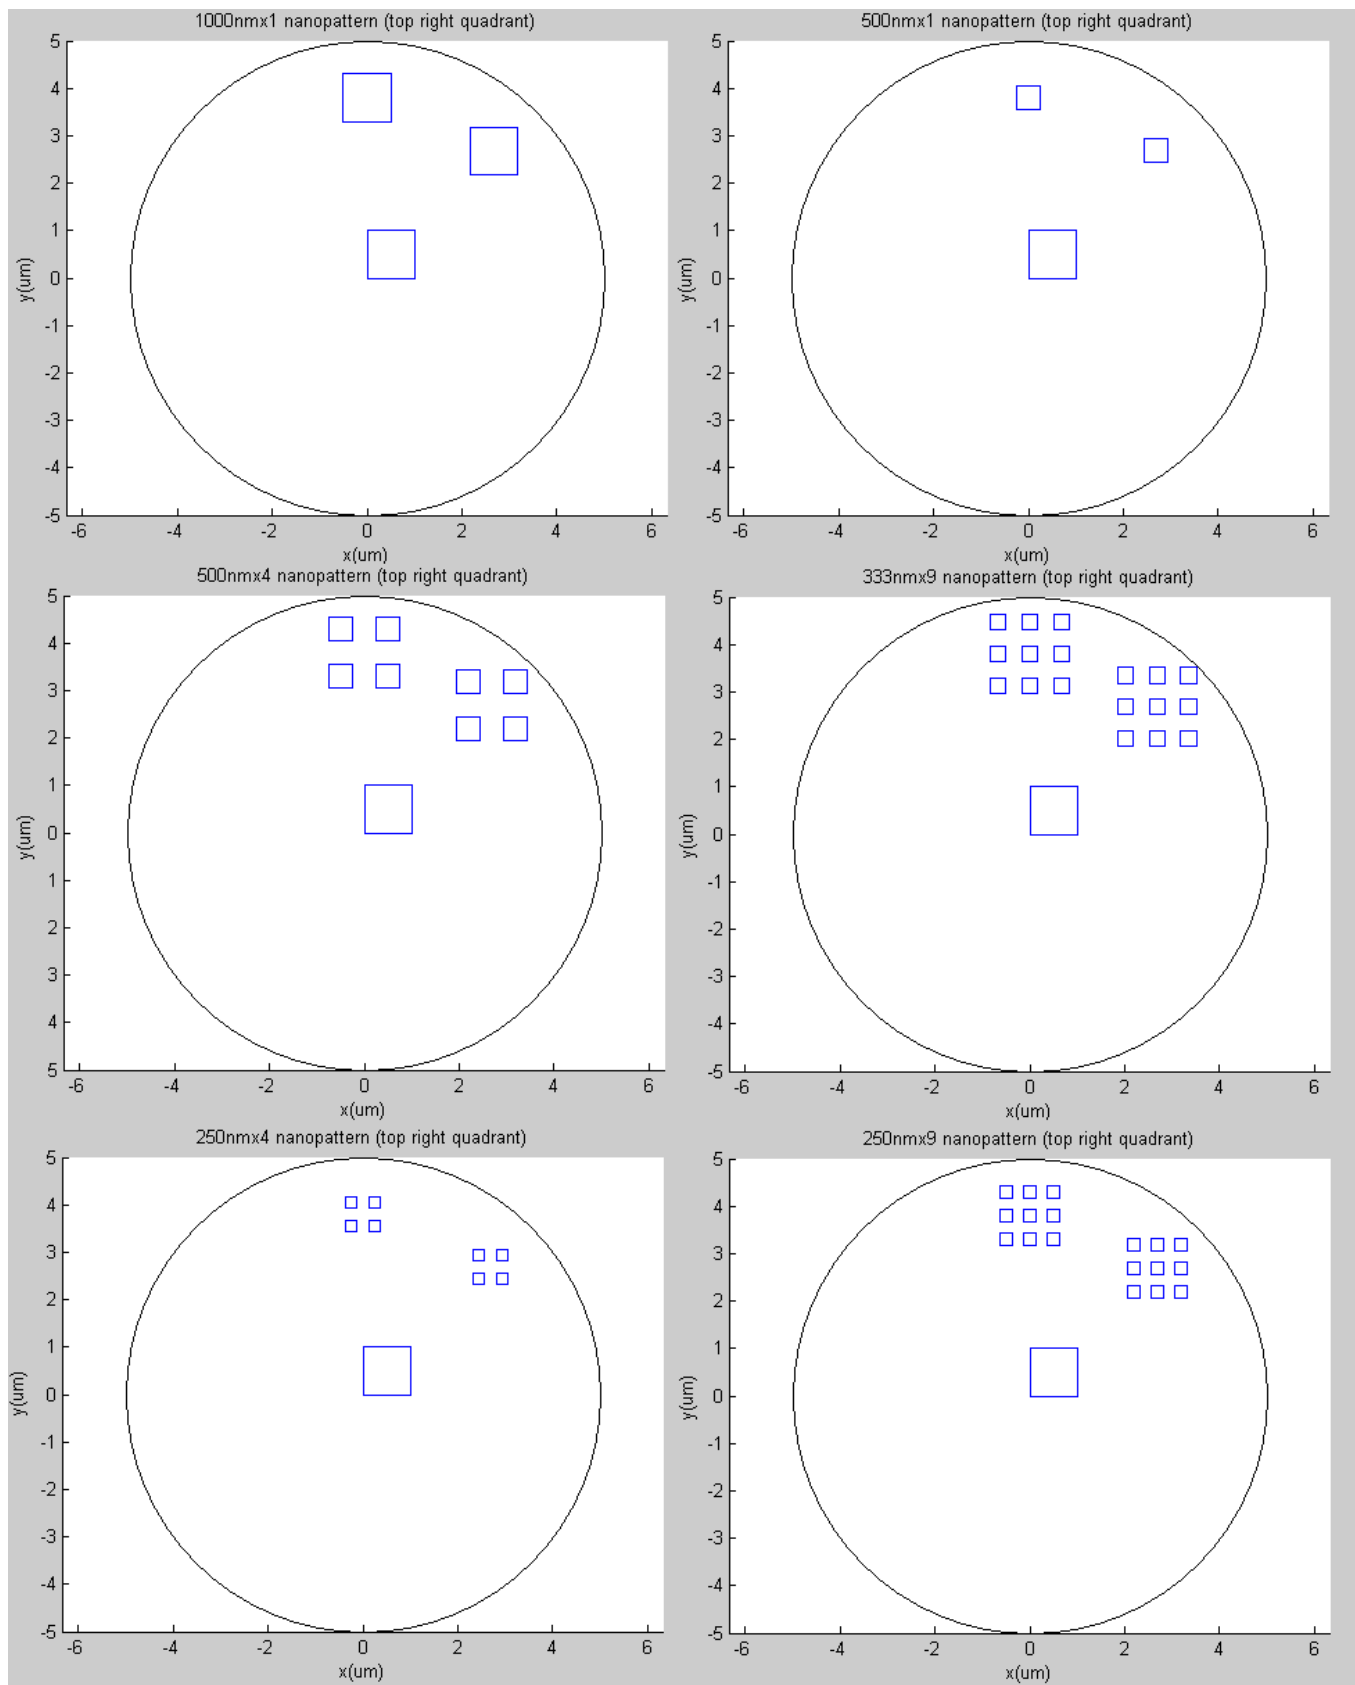 1000nmx1 nanopattern (top right quadrant)
5
4
3
2
1
0
-1
-2
-3
-4
-5
y(um)
-6 -4 -2 0 2 4 6
x(um)
500nmx1 nanopattern (top right quadrant)
5
4
3
2
1
0
-1
-2
-3
-4
-5
y(um)
-6 -4 -2 0 2 4 6
x(um)
500nmx4 nanopattern (top right quadrant)
5
4
3
2
1
0
1
2
3
4
5
y(um)
-6 -4 -2 0 2 4 6
x(um)
333nmx9 nanopattern (top right quadrant)
5
4
3
2
1
0
-1
-2
-3
-4
-5
y(um)
-6 -4 -2 0 2 4 6
x(um)
250nmx4 nanopattern (top right quadrant)
5
4
3
2
1
0
-1
-2
-3
-4
-5
y(um)
-6 -4 -2 0 2 4 6
x(um)
250nmx9 nanopattern (top right quadrant)
5
4
3
2
1
0
-1
-2
-3
-4
-5
y(um)
-6 -4 -2 0 2 4 6
x(um)